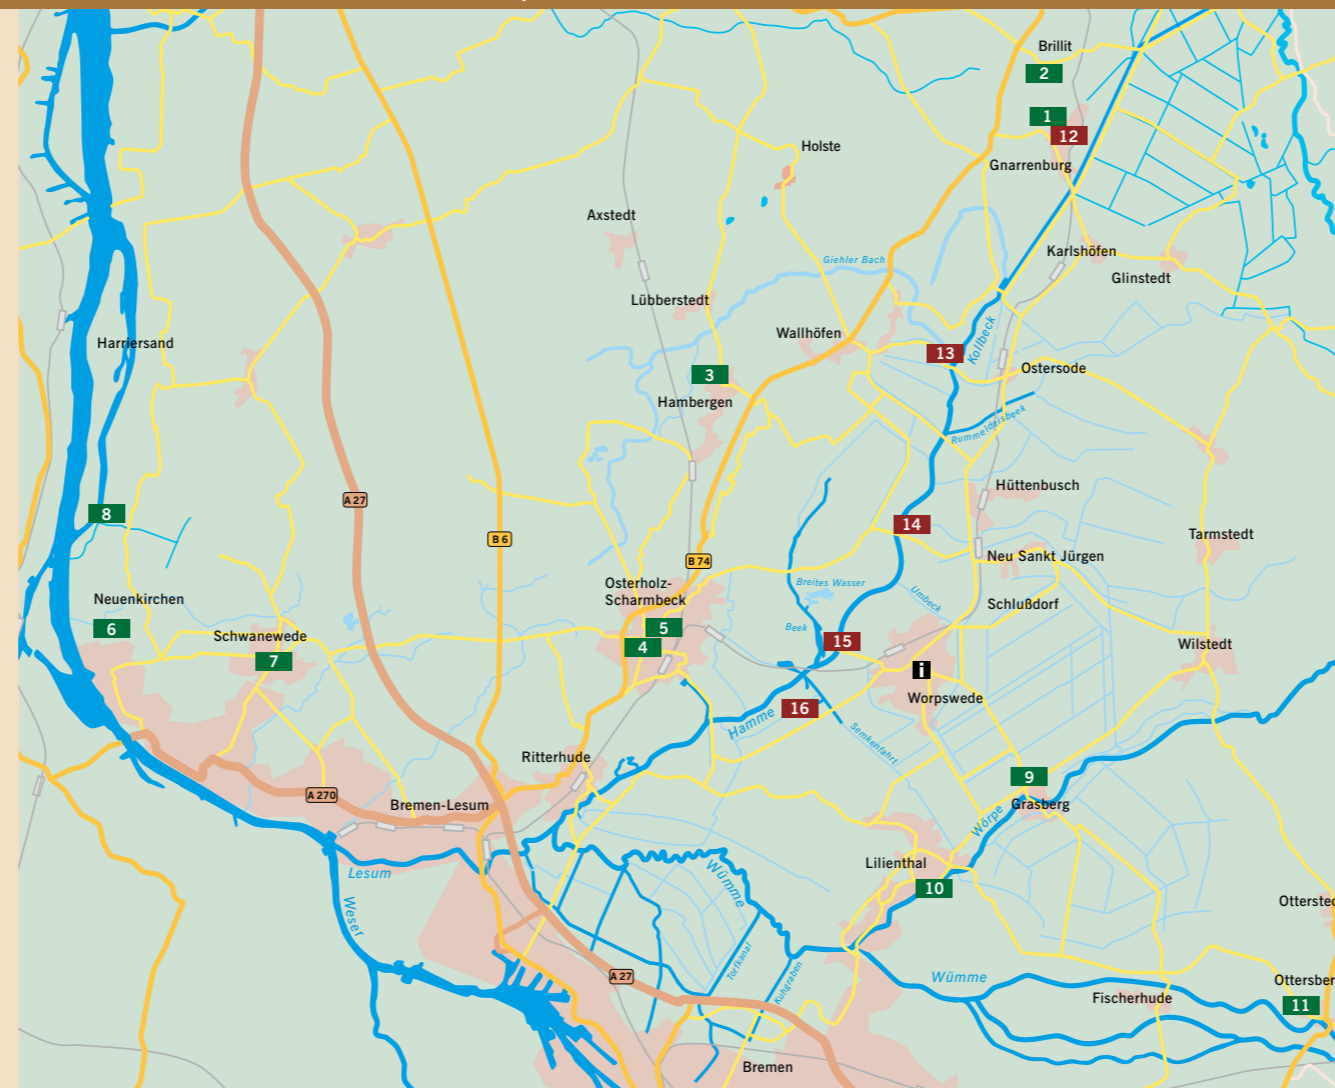 Brillit
2
1
12
Holste
Gnarrenburg
Axstedt
Karlshöfen
Giehler Bach
Glinstedt
Lübberstedt
Wallhöfen
Harriersand
Kollbeck
13
Ostersode
3
Hambergen
Rummeldeisbeek
Hüttenbusch
A 27
8
14
B 6
Tarmstedt
Neu Sankt Jürgen
B 74
Osterholz-
Scharmbeck
Breites Wasser
Umbeck
Neuenkirchen
Schlußdorf
6
5
Beek
Schwanewede
15
4
Wilstedt
7
i
Worpswede
16
Hamme
Semkenfahrt
Ritterhude
9
A 270
Bremen-Lesum
Grasberg
Wörpe
Lilienthal
Lesum
Wümme
10
Ottersted
Weser
Torfkanal
A 27
Kuhgraben
Wümme
Ottersber
Fischerhude
11
Bremen